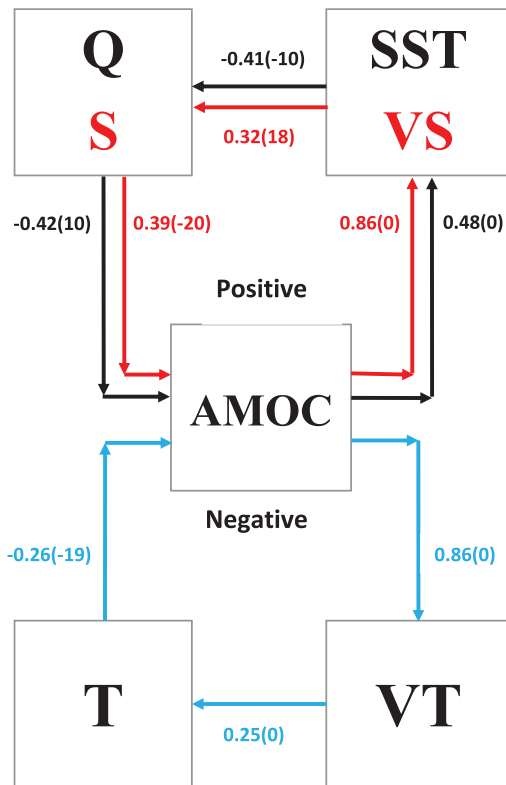 Q
S
-0.41(-10)
0.32(18)
SST
VS
-0.42(10)
0.39(-20)
0.86(0)
0.48(0)
Positive
AMOC
Negative
-0.26(-19)
0.86(0)
T
0.25(0)
VT